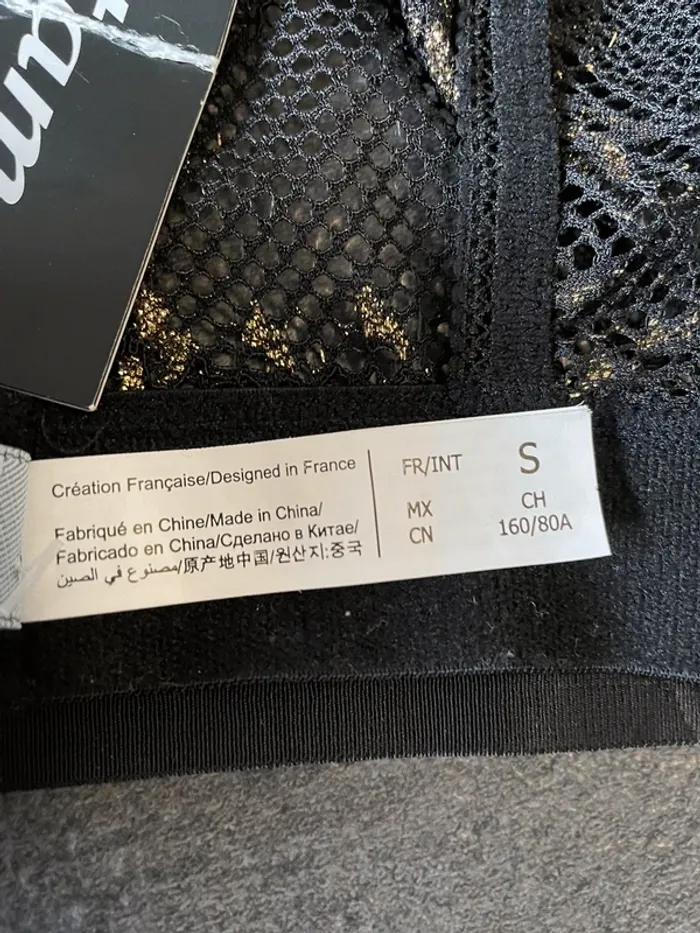 am
Création Française/Designed in France
Fabriqué en Chine/Made in China/
Fabricado en China/Сделано в Китае/
مصنوع في الصين/原产地中国/원산지:중국
FR/INT S
MX CH
CN 160/80A